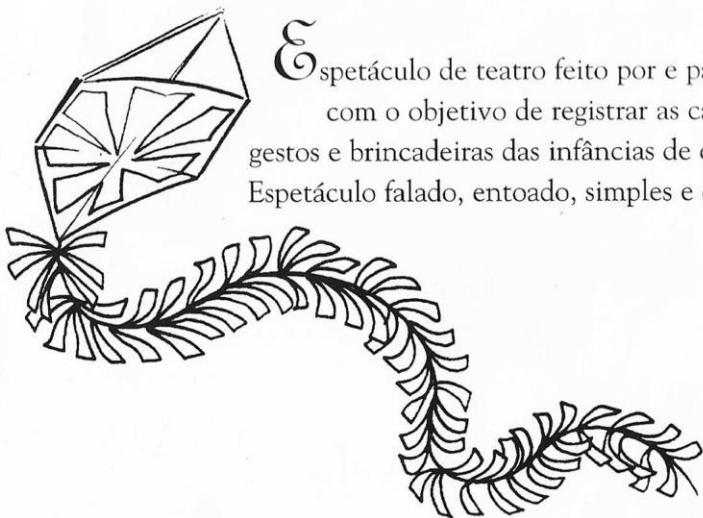 Espetáculo de teatro feito por e
com o objetivo de registrar as
gestos e brincadeiras das infâncias de
Espetáculo falado, entoado, simples e